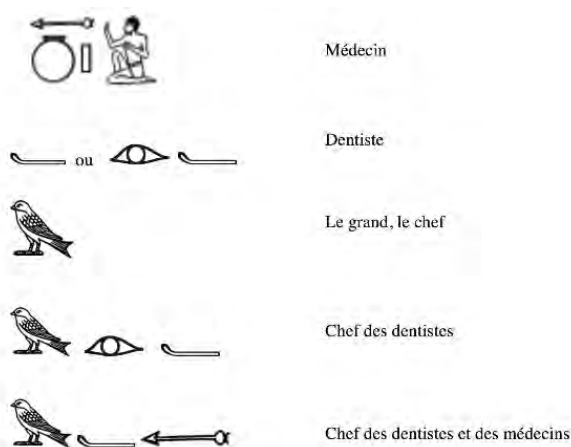 Médecin
ou
Dentiste
Le grand, le chef
Chef des dentistes
Chef des dentistes et des médecins